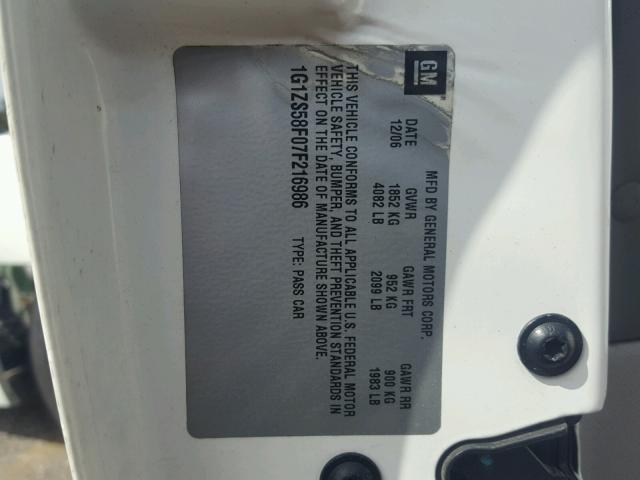 GM
MFD BY GENERAL MOTORS CORP.
DATE GVWR GAWR FRT GAWR RR
12/06 1852 KG 952 KG 900 KG
4082 LB 2099 LB 1983 LB
THIS VEHICLE CONFORMS TO ALL APPLICABLE U.S. FEDERAL MOTOR
VEHICLE SAFETY, BUMPER, AND THEFT PREVENTION STANDARDS IN
EFFECT ON THE DATE OF MANUFACTURE SHOWN ABOVE.
1G1ZS58F07F216986 TYPE: PASS CAR